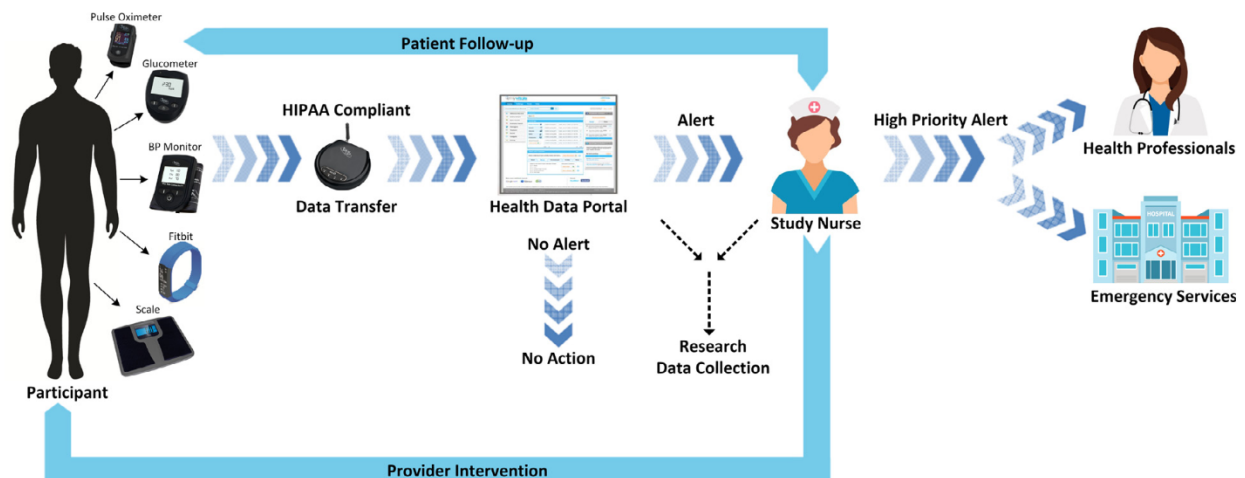 Pulse Oximeter
Patient Follow-up
Glucometer
HIPAA Compliant
Alert
High Priority Alert
BP Monitor
Data Transfer
Health Data Portal
Study Nurse
Health Professionals
No Alert
Fitbit
HOSPITAL
Scale
Emergency Services
No Action
Research
Data Collection
Participant
Provider Intervention